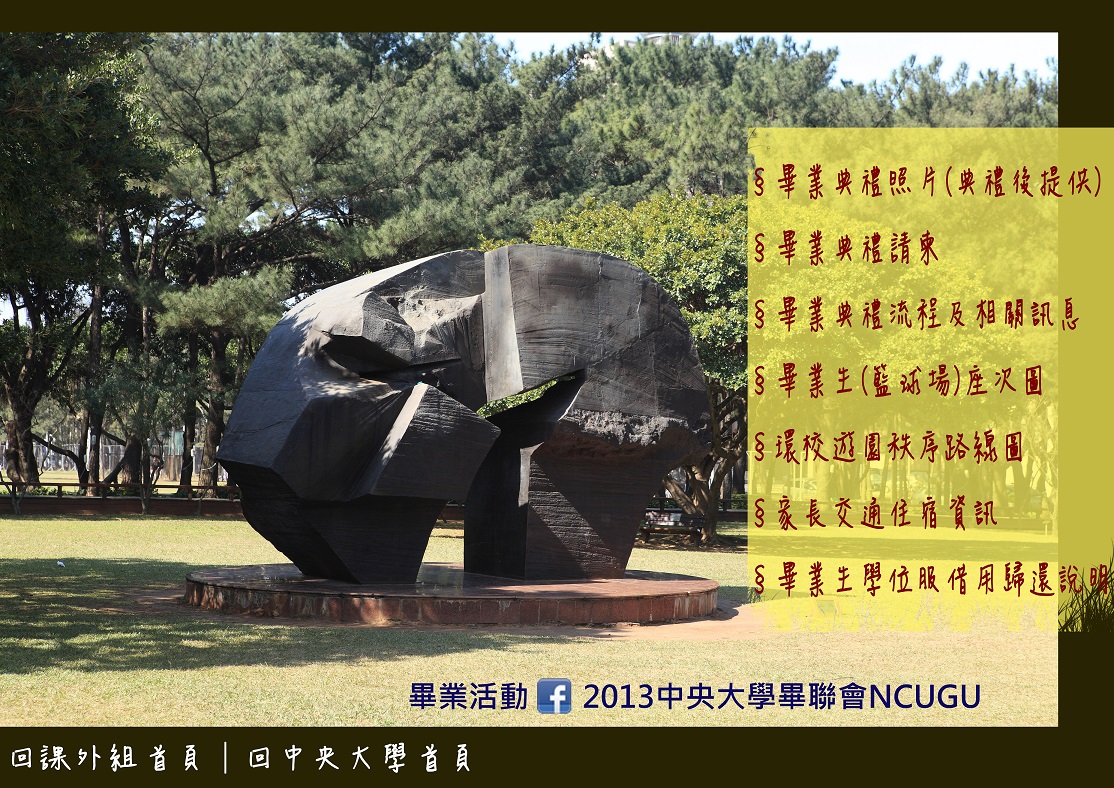 §畢業典禮照片(典禮後提供)
§畢業典禮請柬
§畢業典禮流程及相關訊息
§畢業生(籃球場)座次圖
§環校遊園秩序路線圖
§家長交通住宿資訊
§畢業生學位服借用歸還說明
畢業活動 f 2013中央大學畢聯會NCUGU
回課外組首頁｜回中央大學首頁